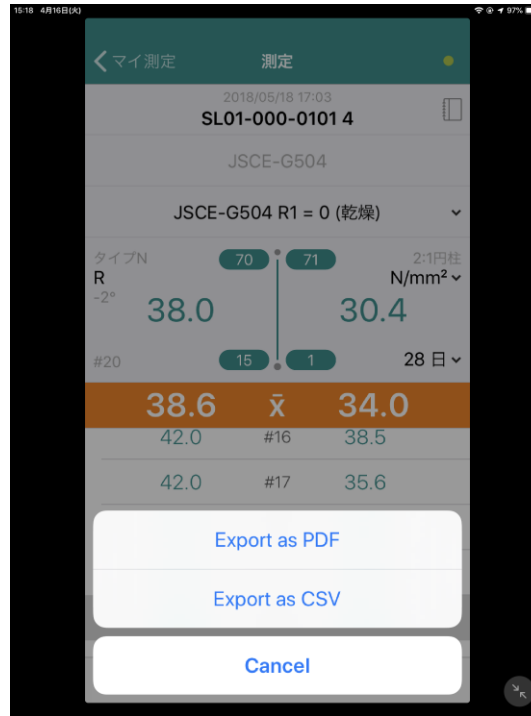 15:18 4月16日(火)
97%
マイ測定 測定
2018/05/18 17:03
SL01-000-0101 4
JSCE-G504
JSCE-G504 R1 = 0 (乾燥)
タイプN 70 71 2:1円柱
R N/mm²
-2° 38.0 30.4
#20 15 1 28 日
38.6 x̄ 34.0
42.0 #16 38.5
42.0 #17 35.6
Export as PDF
Export as CSV
Cancel